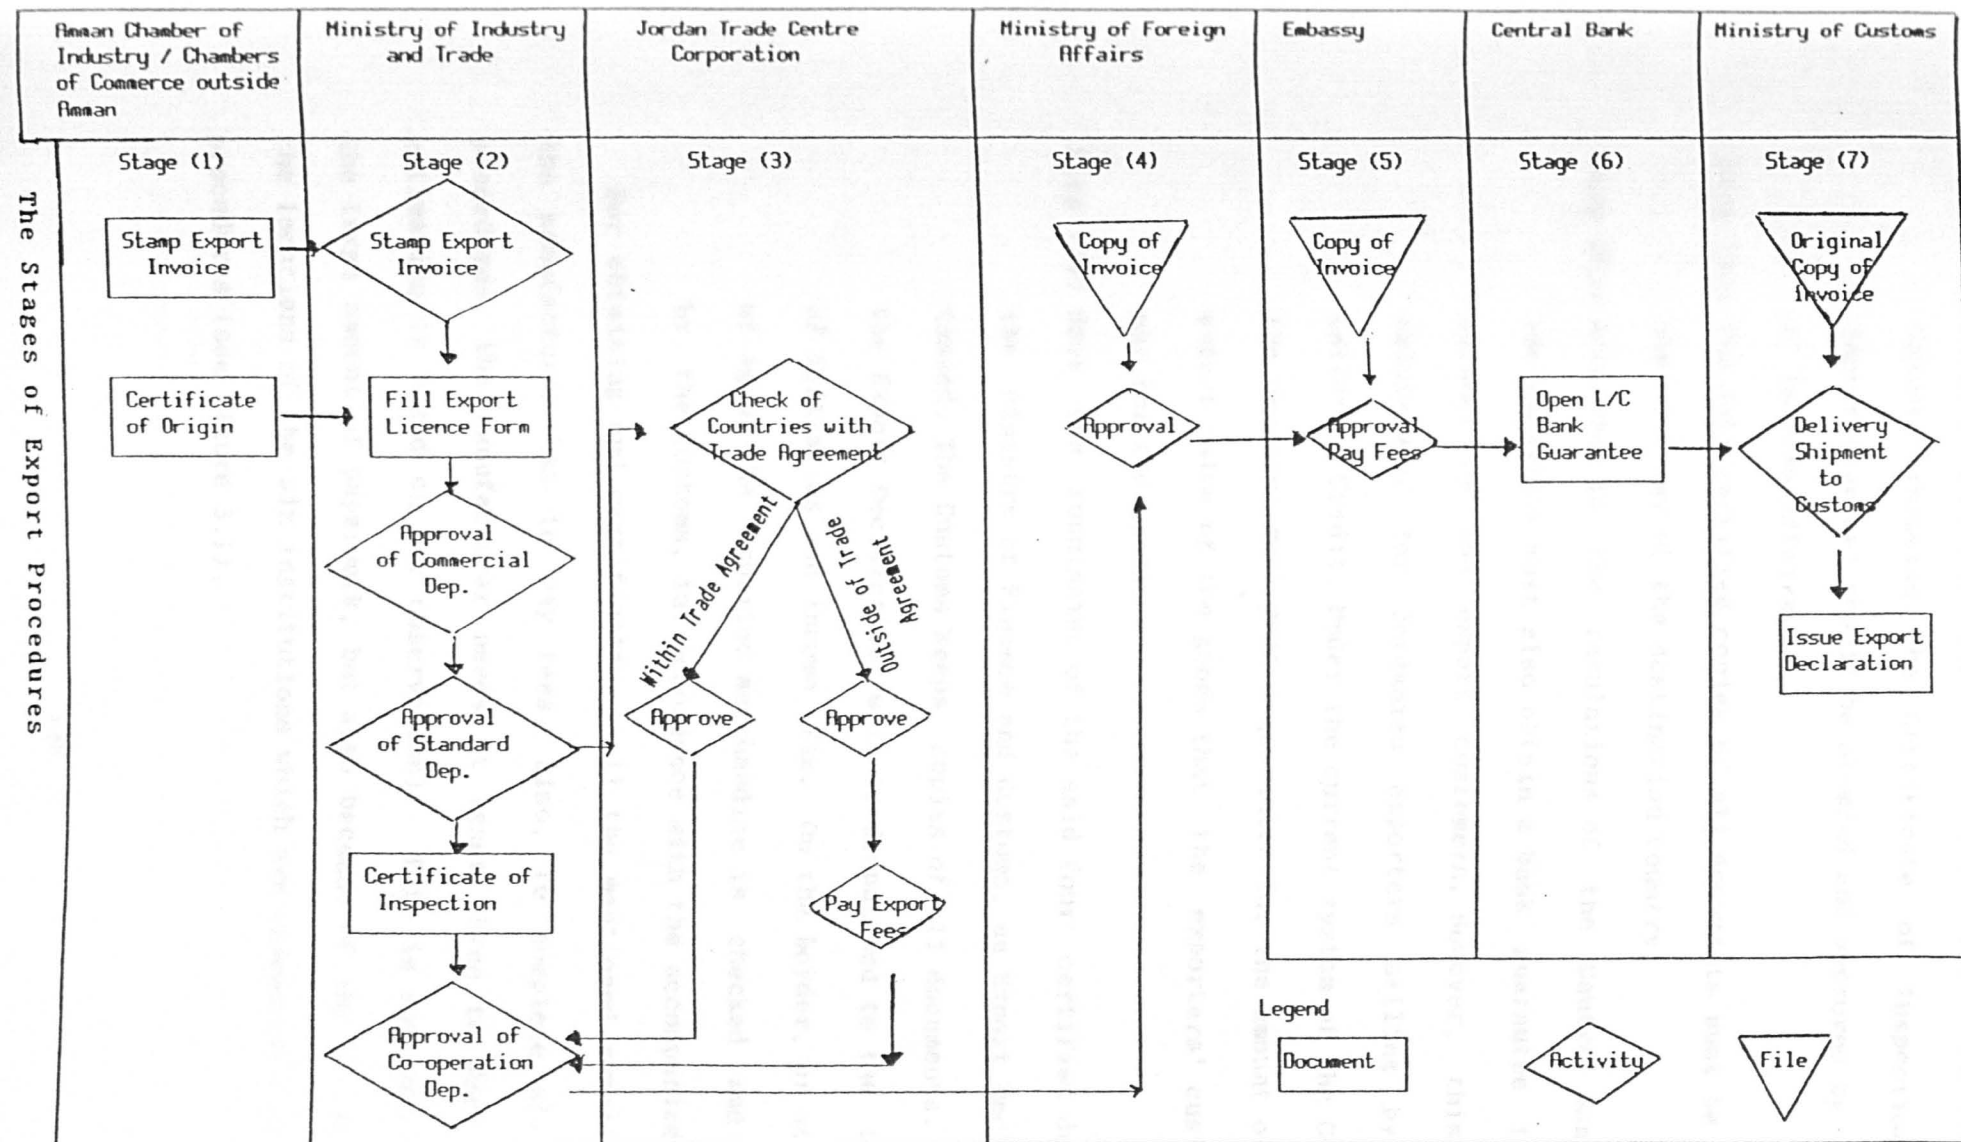 Amman Chamber of
Industry / Chambers
of Commerce outside
Amman
Ministry of Industry
and Trade
Jordan Trade Centre
Corporation
Ministry of Foreign
Affairs
Embassy
Central Bank
Ministry of Customs
The Stages of Export Procedures
Stage (1)
Stamp Export
Invoice
Certificate
of Origin
Stage (2)
Stamp Export
Invoice
Fill Export
Licence Form
Approval
of Commercial
Dep.
Approval
of Standard
Dep.
Certificate of
Inspection
Approval of
Co-operation
Dep.
Stage (3)
Check of
Countries with
Trade Agreement
Within Trade Agreement
Outside of Trade
Agreement
Approve
Approve
Pay Export
Fees
Stage (4)
Copy of
Invoice
Approval
Stage (5)
Copy of
Invoice
Approval
Pay Fees
Stage (6)
Open L/C
Bank
Guarantee
Stage (7)
Original
Copy of
Invoice
Delivery
Shipment
to
Customs
Issue Export
Declaration
Legend
Document
Activity
File